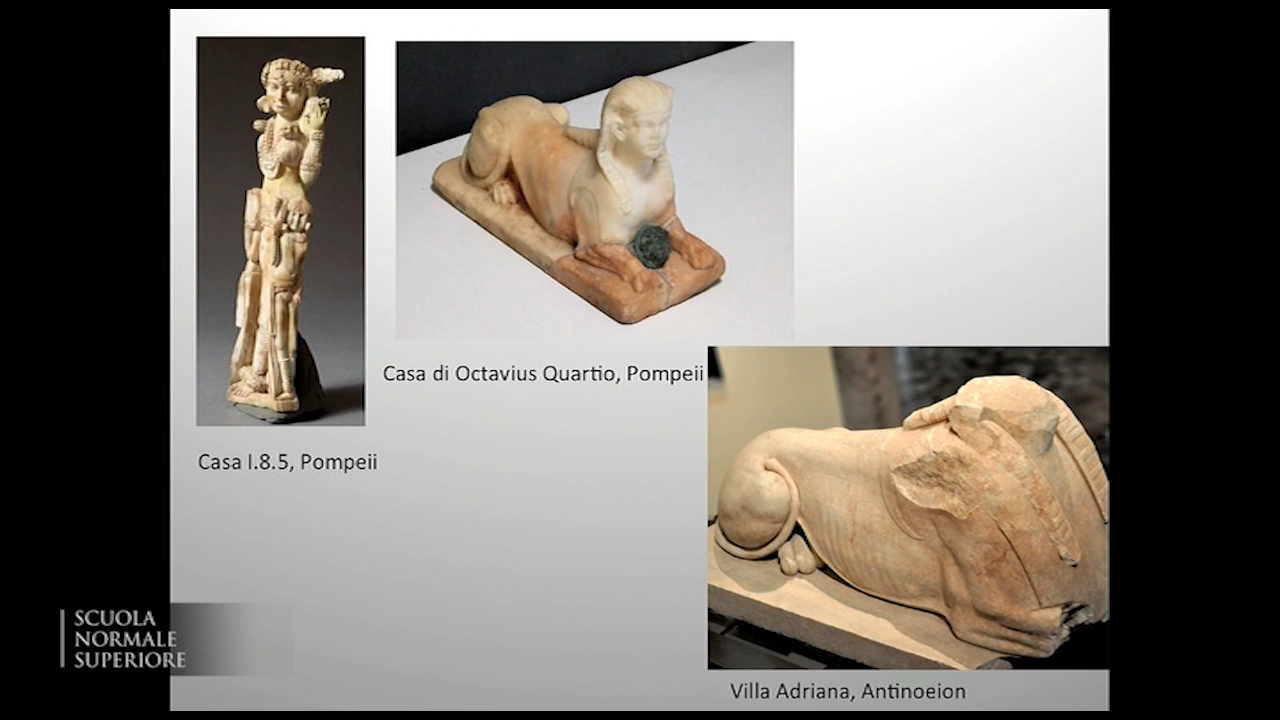 Casa di Octavius Quartio, Pompeii
Casa I.8.5, Pompeii
SCUOLA
NORMALE
SUPERIORE
Villa Adriana, Antinoeion